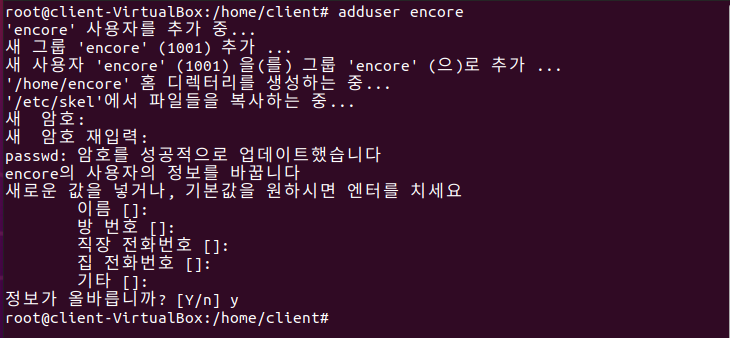 root@client-VirtualBox:/home/client# adduser encore
'encore' 사용자를 추가 중...
새 그룹 'encore' (1001) 추가 ...
새 사용자 'encore' (1001) 을(를) 그룹 'encore' (으)로 추가 ...
'/home/encore' 홈 디렉터리를 생성하는 중...
'/etc/skel'에서 파일들을 복사하는 중...
새 암호:
새 암호 재입력:
passwd: 암호를 성공적으로 업데이트했습니다
encore의 사용자의 정보를 바꿉니다
새로운 값을 넣거나, 기본값을 원하시면 엔터를 치세요
이름 []:
방 번호 []:
직장 전화번호 []:
집 전화번호 []:
기타 []:
정보가 올바릅니까? [Y/n] y
root@client-VirtualBox:/home/client#